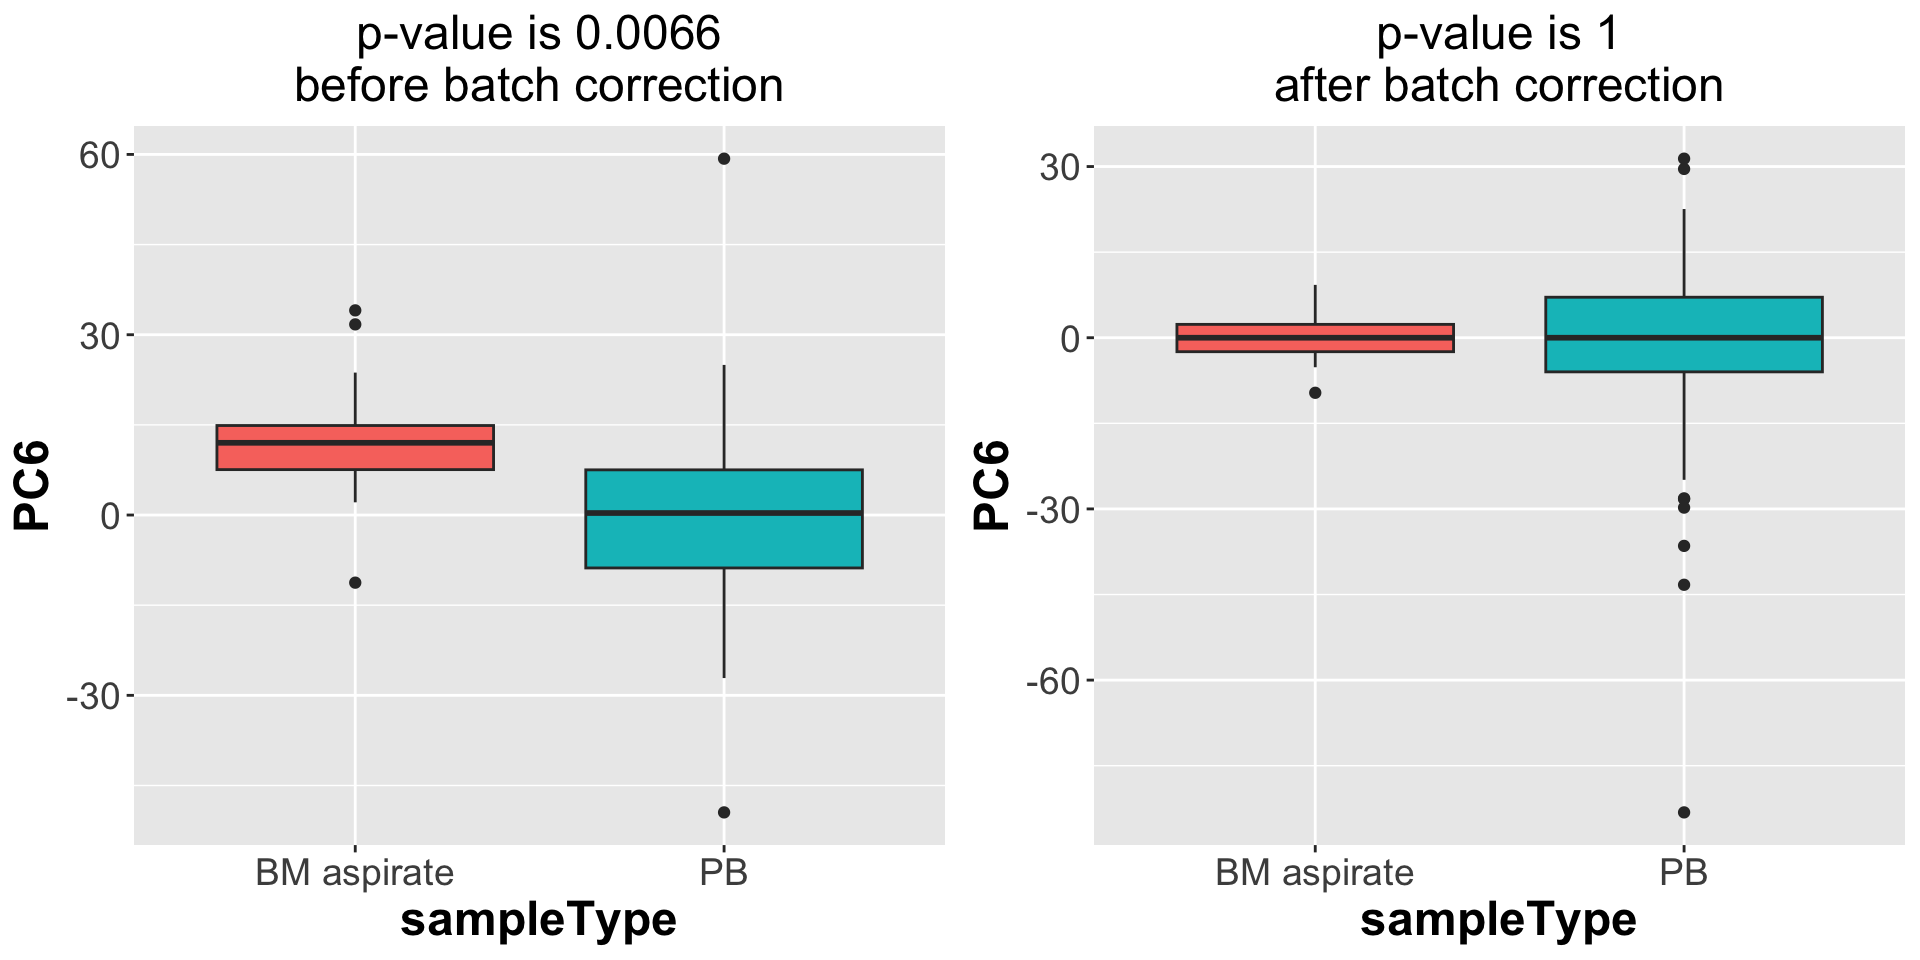 p-value is 0.0066
before batch correction
60
30
0
-30
PC6
BM aspirate
PB
sampleType
p-value is 1
after batch correction
30
0
-30
-60
PC6
BM aspirate
PB
sampleType